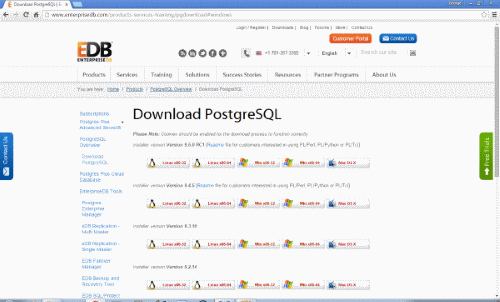 Download PostgreSQL E
www.enterprisedb.com/products-services-training/pgdownload#windows
Login / Register | Downloads | Blog | Forums | Store | Contact Us
Customer Portal
Contact Us
EDB
ENTERPRISEDB
+1 781-357-3390
English
Search our site
Products
Services
Training
Solutions
Success Stories
Resources
Partner Programs
About Us
You are here: Home / Products / PostgreSQL Overview / Download PostgreSQL
Contact Us
Free Trials
Subscriptions
Postgres Plus
Advanced Server®
PostgreSQL
Overview
Download
PostgreSQL
Postgres Plus Cloud
Database
EnterpriseDB Tools
Postgres
Enterprise
Manager
xDB Replication -
Multi Master
xDB Replication -
Single Master
EDB Failover
Manager
EDB Backup and
Recovery Tool
EDB SQL Protect
Download PostgreSQL
Please Note: Cookies should be enabled for the download process to function correctly.
Installer version Version 9.5.0 RC1 (Readme file for customers interested in using PL/Perl, PL/Python or PL/Tcl)
Linux x86-32
Linux x86-64
Win x86-32
Win x86-64
Mac OS X
Installer version Version 9.4.5 (Readme file for customers interested in using PL/Perl, PL/Python or PL/Tcl)
Linux x86-32
Linux x86-64
Win x86-32
Win x86-64
Mac OS X
Installer version Version 9.3.10
Linux x86-32
Linux x86-64
Win x86-32
Win x86-64
Mac OS X
Installer version Version 9.2.14
Linux x86-32
Linux x86-64
Win x86-32
Win x86-64
Mac OS X